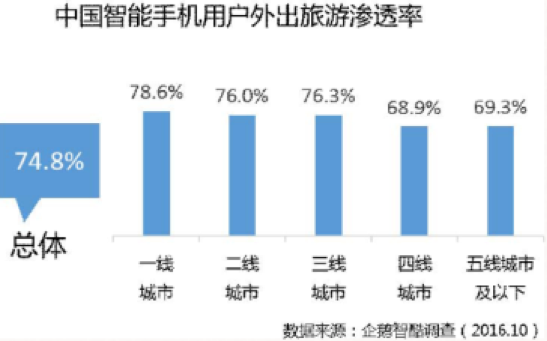 中国智能手机用户外出旅游渗透率
78.6%
76.0%
76.3%
68.9%
69.3%
74.8%
总体
一线
城市
二线
城市
三线
城市
四线
城市
五线城市
及以下
数据来源：企鹅智酷调查（2016.10）